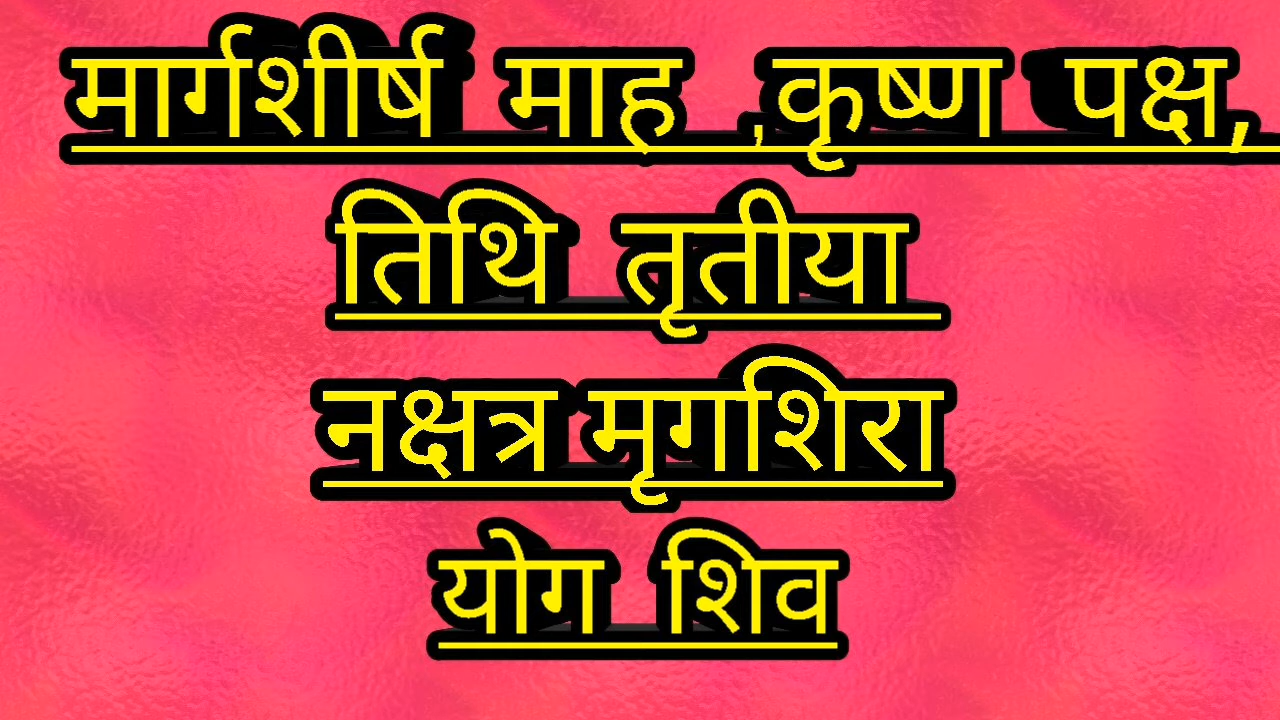 मार्गशीर्ष माह ,कृष्ण पक्ष,
तिथि तृतीया
नक्षत्र मृगशिरा
योग शिव